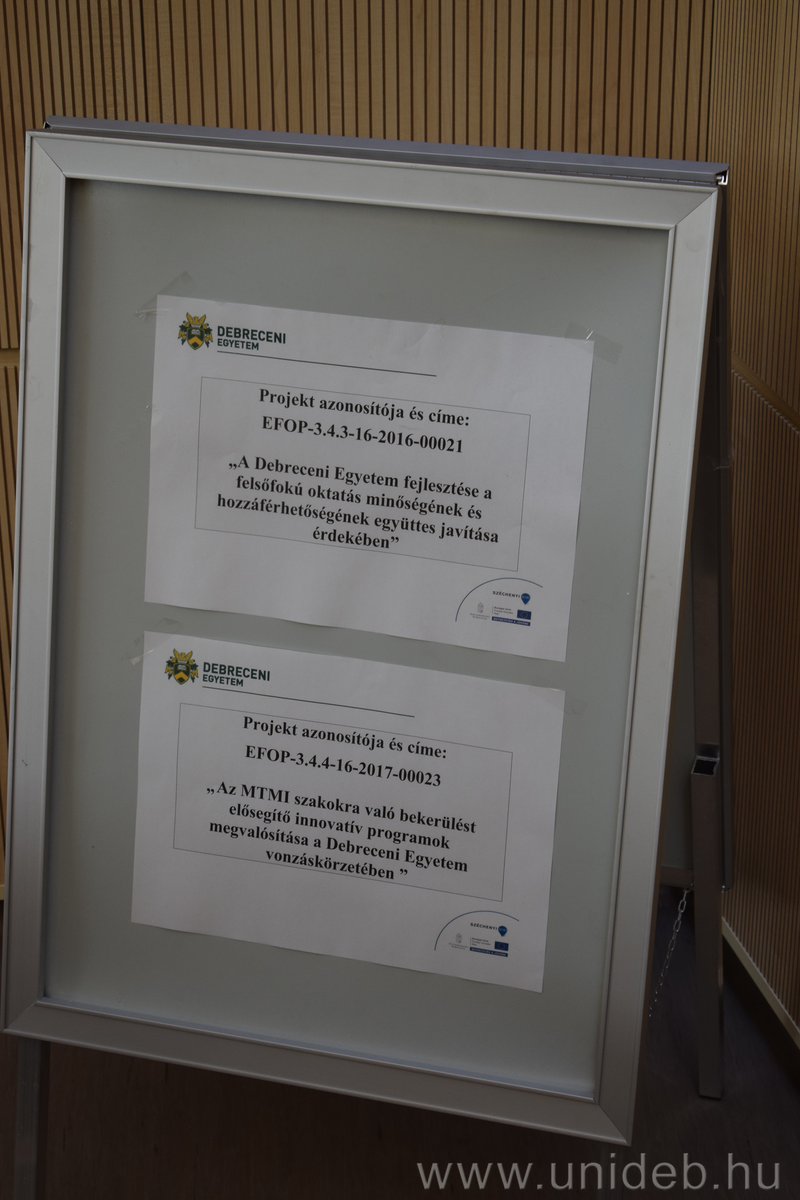 DEBRECENI
EGYETEM
Projekt azonosítója és címe:
EFOP-3.4.3-16-2016-00021
„A Debreceni Egyetem fejlesztése a
felsőfokú oktatás minőségének és
hozzáférhetőségének együttes javítása
érdekében”
SZÉCHENYI
DEBRECENI
EGYETEM
Projekt azonosítója és címe:
EFOP-3.4.4-16-2017-00023
„Az MTMI szakokra való bekerülést
elősegítő innovatív programok
megvalósítása a Debreceni Egyetem
vonzáskörzetében ”
SZÉCHENYI
www.unideb.hu